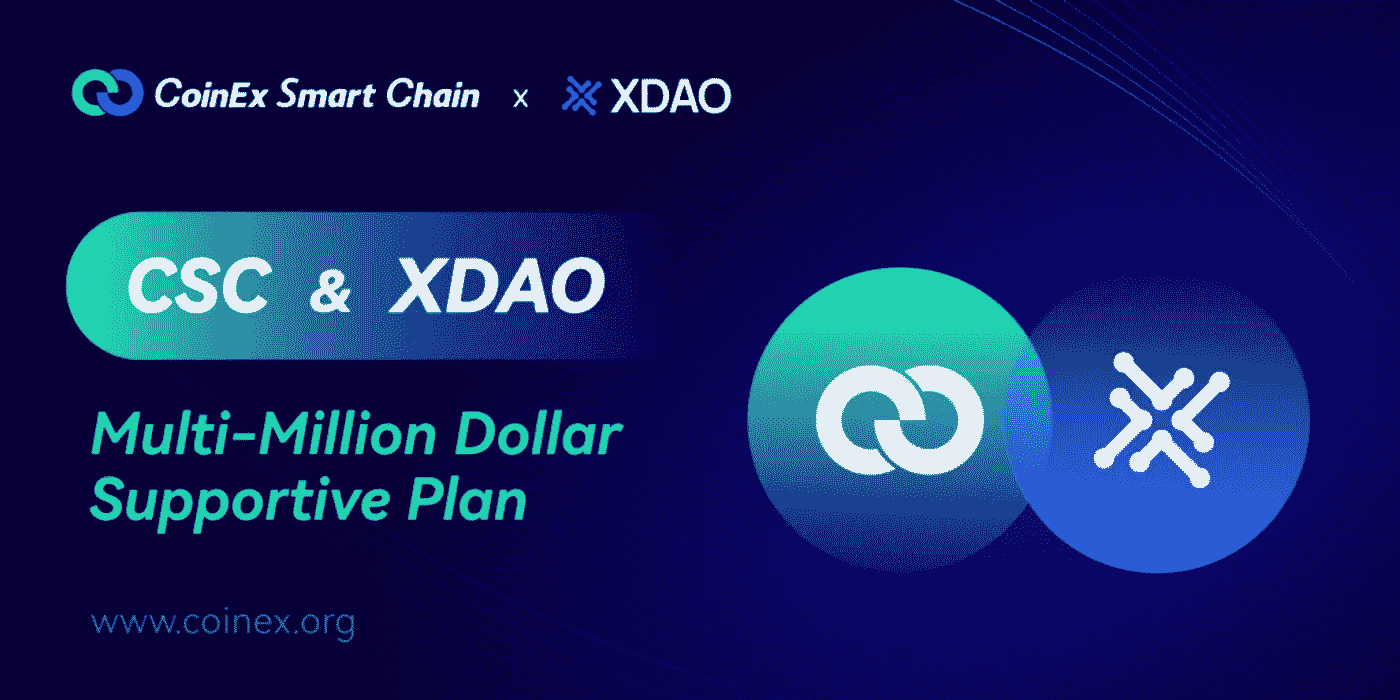 CoinEx Smart Chain x XDAO
CSC & XDAO
Multi-Million Dollar
Supportive Plan
www.coinex.org